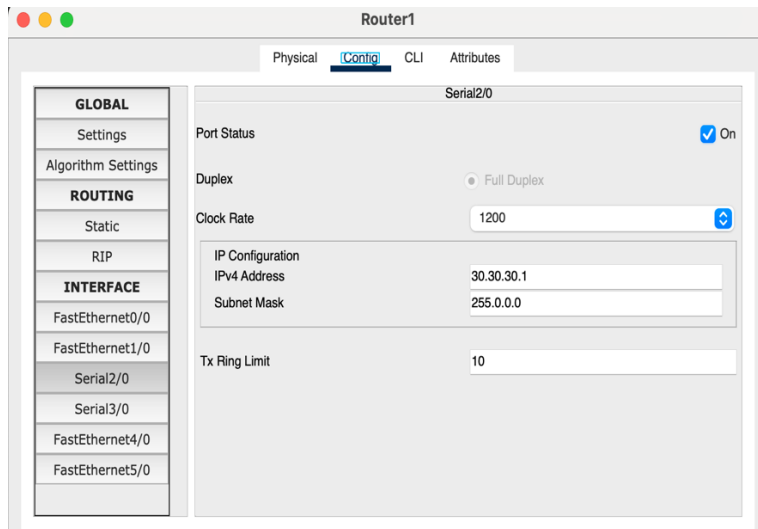 Router1
Physical Config CLI Attributes
GLOBAL
Settings
Algorithm Settings
ROUTING
Static
RIP
INTERFACE
FastEthernet0/0
FastEthernet1/0
Serial2/0
Serial3/0
FastEthernet4/0
FastEthernet5/0
Serial2/0
Port Status On
Duplex Full Duplex
Clock Rate 1200
IP Configuration
IPv4 Address 30.30.30.1
Subnet Mask 255.0.0.0
Tx Ring Limit 10